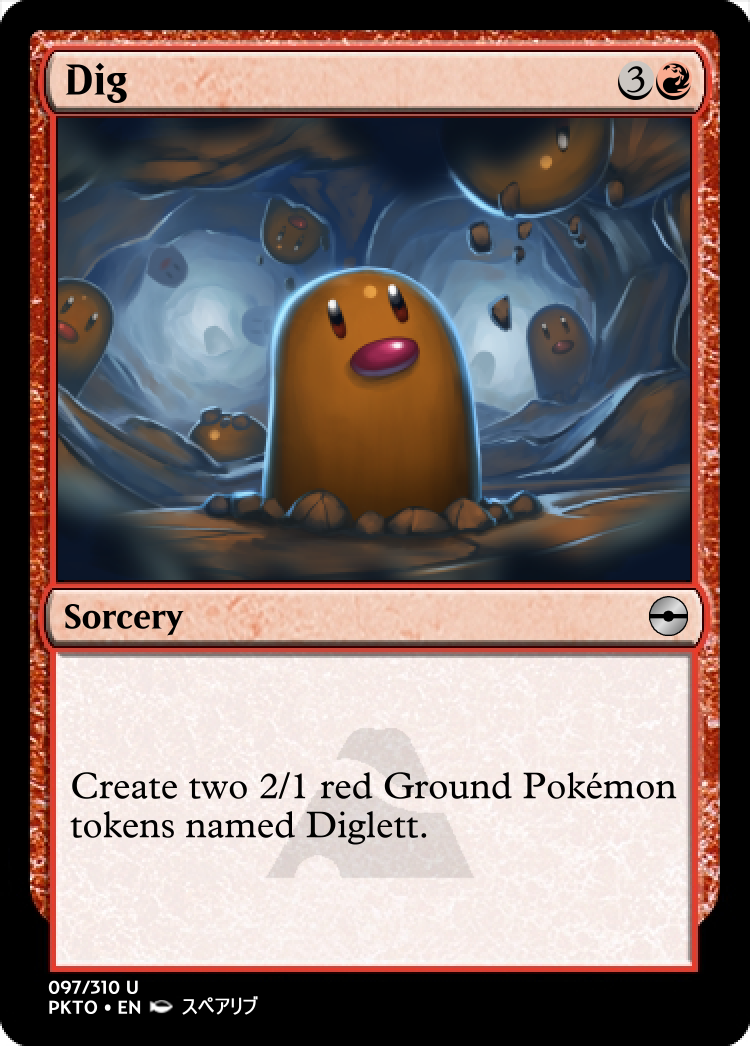 Dig 3
Sorcery
Create two 2/1 red Ground Pokémon
tokens named Diglett.
097/310 U
PKTO • EN スペアリブ